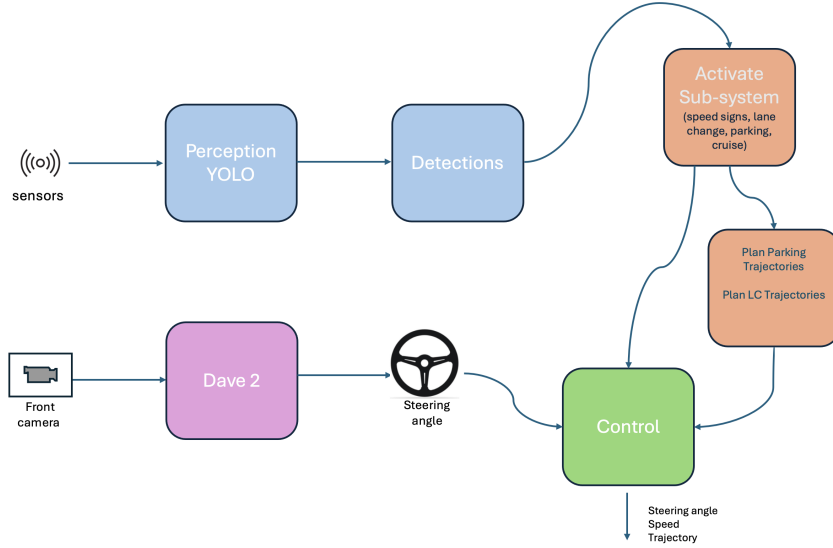 Activate
Sub-system
(speed signs, lane
change, parking,
cruise)
Perception
YOLO
Detections
sensors
Plan Parking
Trajectories
Plan LC Trajectories
Dave 2
Front
camera
Steering
angle
Control
Steering angle
Speed
Trajectory